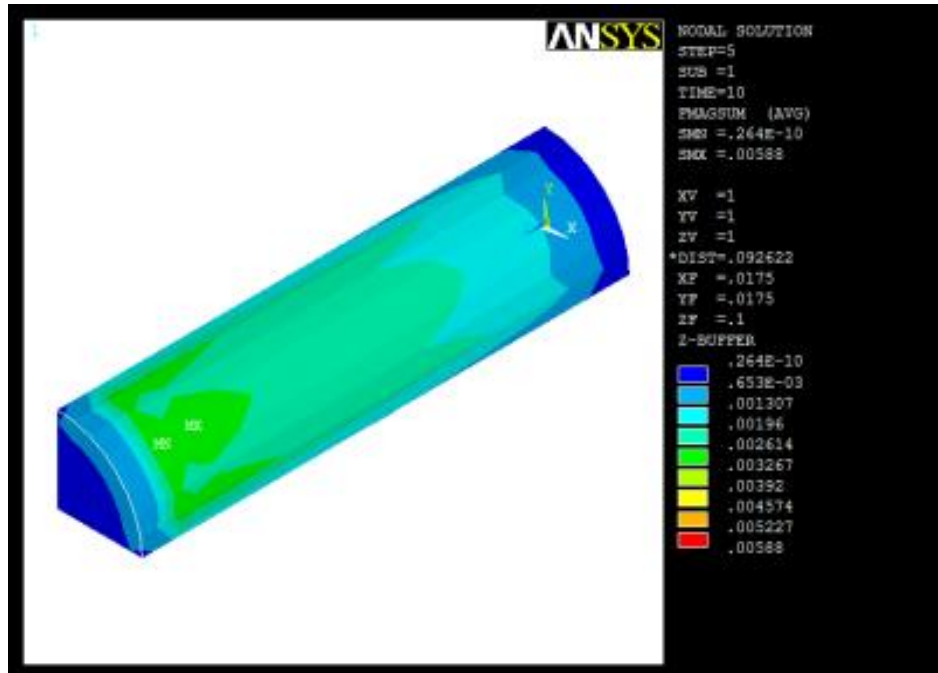 1
ANSYS
NODAL SOLUTION
STEP=5
SUB =1
TIME=10
PMAGSUM (AVG)
SMN =.264E-10
SMX =.00588
XV =1
YV =1
ZV =1
*DIST=.092622
XF =.0175
YF =.0175
ZF =.1
Z-BUFFER
.264E-10
.653E-03
.001307
.00196
.002614
.003267
.00392
.004574
.005227
.00588
Y
X
MX
MN